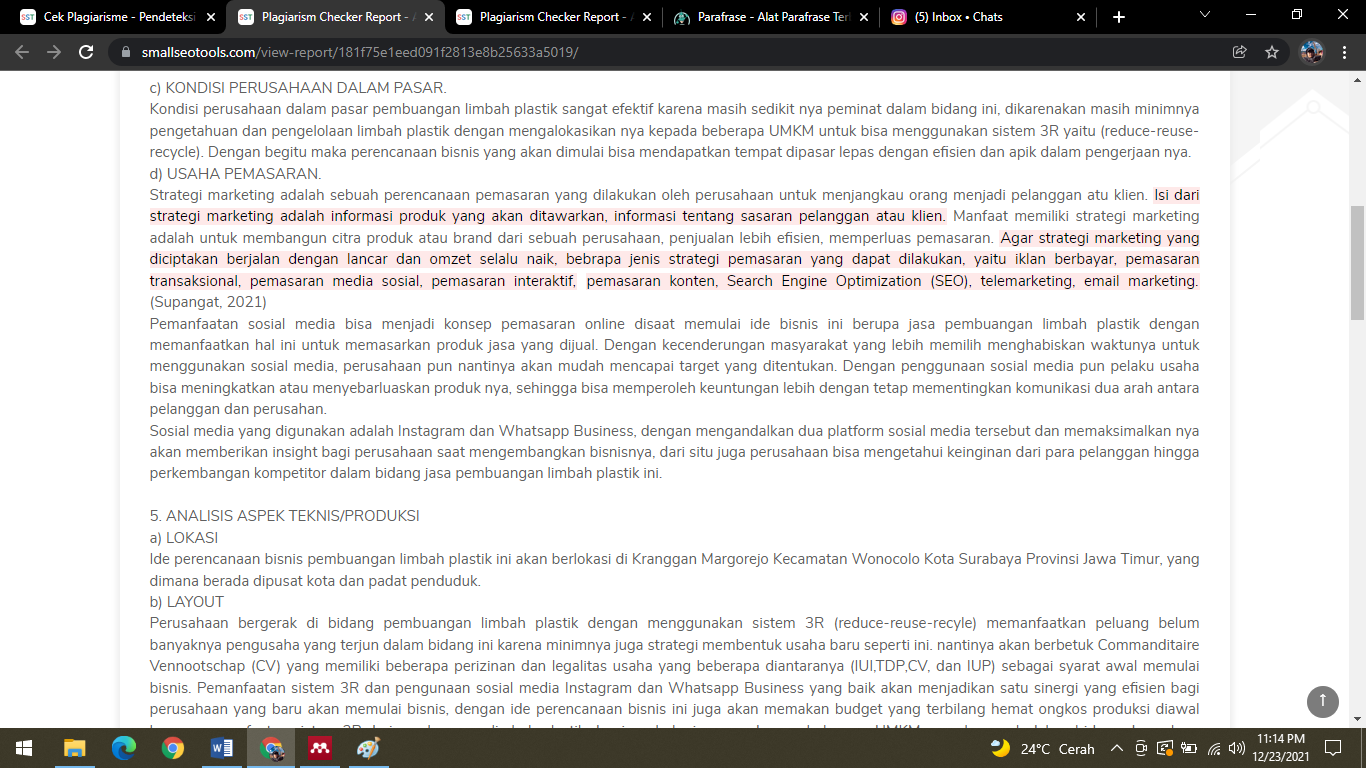 Cek Plagiarisme - Pendeteksi
Plagiarism Checker Report - A
Plagiarism Checker Report - A
Parafrase - Alat Parafrase Terb
(5) Inbox • Chats
smallseotools.com/view-report/181f75e1eed091f2813e8b25633a5019/
c) KONDISI PERUSAHAAN DALAM PASAR.
Kondisi perusahaan dalam pasar pembuangan limbah plastik sangat efektif karena masih sedikit nya peminat dalam bidang ini, dikarenakan masih minimnya
pengetahuan dan pengelolaan limbah plastik dengan mengalokasikan nya kepada beberapa UMKM untuk bisa menggunakan sistem 3R yaitu (reduce-reuse-
recycle). Dengan begitu maka perencanaan bisnis yang akan dimulai bisa mendapatkan tempat dipasar lepas dengan efisien dan apik dalam pengerjaan nya.
d) USAHA PEMASARAN.
Strategi marketing adalah sebuah perencanaan pemasaran yang dilakukan oleh perusahaan untuk menjangkau orang menjadi pelanggan atu klien. Isi dari
strategi marketing adalah informasi produk yang akan ditawarkan, informasi tentang sasaran pelanggan atau klien. Manfaat memiliki strategi marketing
adalah untuk membangun citra produk atau brand dari sebuah perusahaan, penjualan lebih efisien, memperluas pemasaran. Agar strategi marketing yang
diciptakan berjalan dengan lancar dan omzet selalu naik, bebrapa jenis strategi pemasaran yang dapat dilakukan, yaitu iklan berbayar, pemasaran
transaksional, pemasaran media sosial, pemasaran interaktif, pemasaran konten, Search Engine Optimization (SEO), telemarketing, email marketing.
(Supangat, 2021)
Pemanfaatan sosial media bisa menjadi konsep pemasaran online disaat memulai ide bisnis ini berupa jasa pembuangan limbah plastik dengan
memanfaatkan hal ini untuk memasarkan produk jasa yang dijual. Dengan kecenderungan masyarakat yang lebih memilih menghabiskan waktunya untuk
menggunakan sosial media, perusahaan pun nantinya akan mudah mencapai target yang ditentukan. Dengan penggunaan sosial media pun pelaku usaha
bisa meningkatkan atau menyebarluaskan produk nya, sehingga bisa memperoleh keuntungan lebih dengan tetap mementingkan komunikasi dua arah antara
pelanggan dan perusahan.
Sosial media yang digunakan adalah Instagram dan Whatsapp Business, dengan mengandalkan dua platform sosial media tersebut dan memaksimalkan nya
akan memberikan insight bagi perusahaan saat mengembangkan bisnisnya, dari situ juga perusahaan bisa mengetahui keinginan dari para pelanggan hingga
perkembangan kompetitor dalam bidang jasa pembuangan limbah plastik ini.
5. ANALISIS ASPEK TEKNIS/PRODUKSI
a) LOKASI
Ide perencanaan bisnis pembuangan limbah plastik ini akan berlokasi di Kranggan Margorejo Kecamatan Wonocolo Kota Surabaya Provinsi Jawa Timur, yang
dimana berada dipusat kota dan padat penduduk.
b) LAYOUT
Perusahaan bergerak di bidang pembuangan limbah plastik dengan menggunakan sistem 3R (reduce-reuse-recyle) memanfaatkan peluang belum
banyaknya pengusaha yang terjun dalam bidang ini karena minimnya juga strategi membentuk usaha baru seperti ini. nantinya akan berbetuk Commanditaire
Vennootschap (CV) yang memiliki beberapa perizinan dan legalitas usaha yang beberapa diantaranya (IUI,TDP,CV, dan IUP) sebagai syarat awal memulai
bisnis. Pemanfaatan sistem 3R dan pengunaan sosial media Instagram dan Whatsapp Business yang baik akan menjadikan satu sinergi yang efisien bagi
perusahaan yang baru akan memulai bisnis, dengan ide perencanaan bisnis ini juga akan memakan budget yang terbilang hemat ongkos produksi diawal
24°C Cerah
11:14 PM
12/23/2021